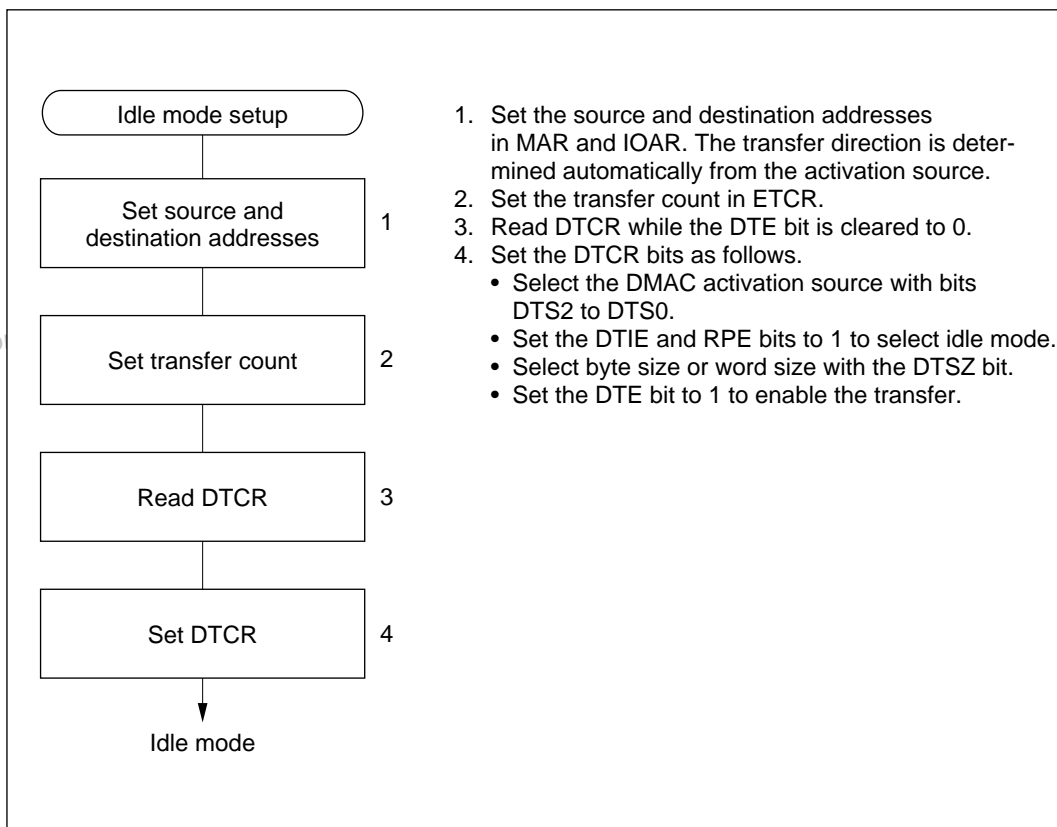 Idle mode setup
Set source and
destination addresses
1
Set transfer count
2
Read DTCR
3
Set DTCR
4
Idle mode
1. Set the source and destination addresses
in MAR and IOAR. The transfer direction is deter-
mined automatically from the activation source.
2. Set the transfer count in ETCR.
3. Read DTCR while the DTE bit is cleared to 0.
4. Set the DTCR bits as follows.
• Select the DMAC activation source with bits
DTS2 to DTS0.
• Set the DTIE and RPE bits to 1 to select idle mode.
• Select byte size or word size with the DTSZ bit.
• Set the DTE bit to 1 to enable the transfer.